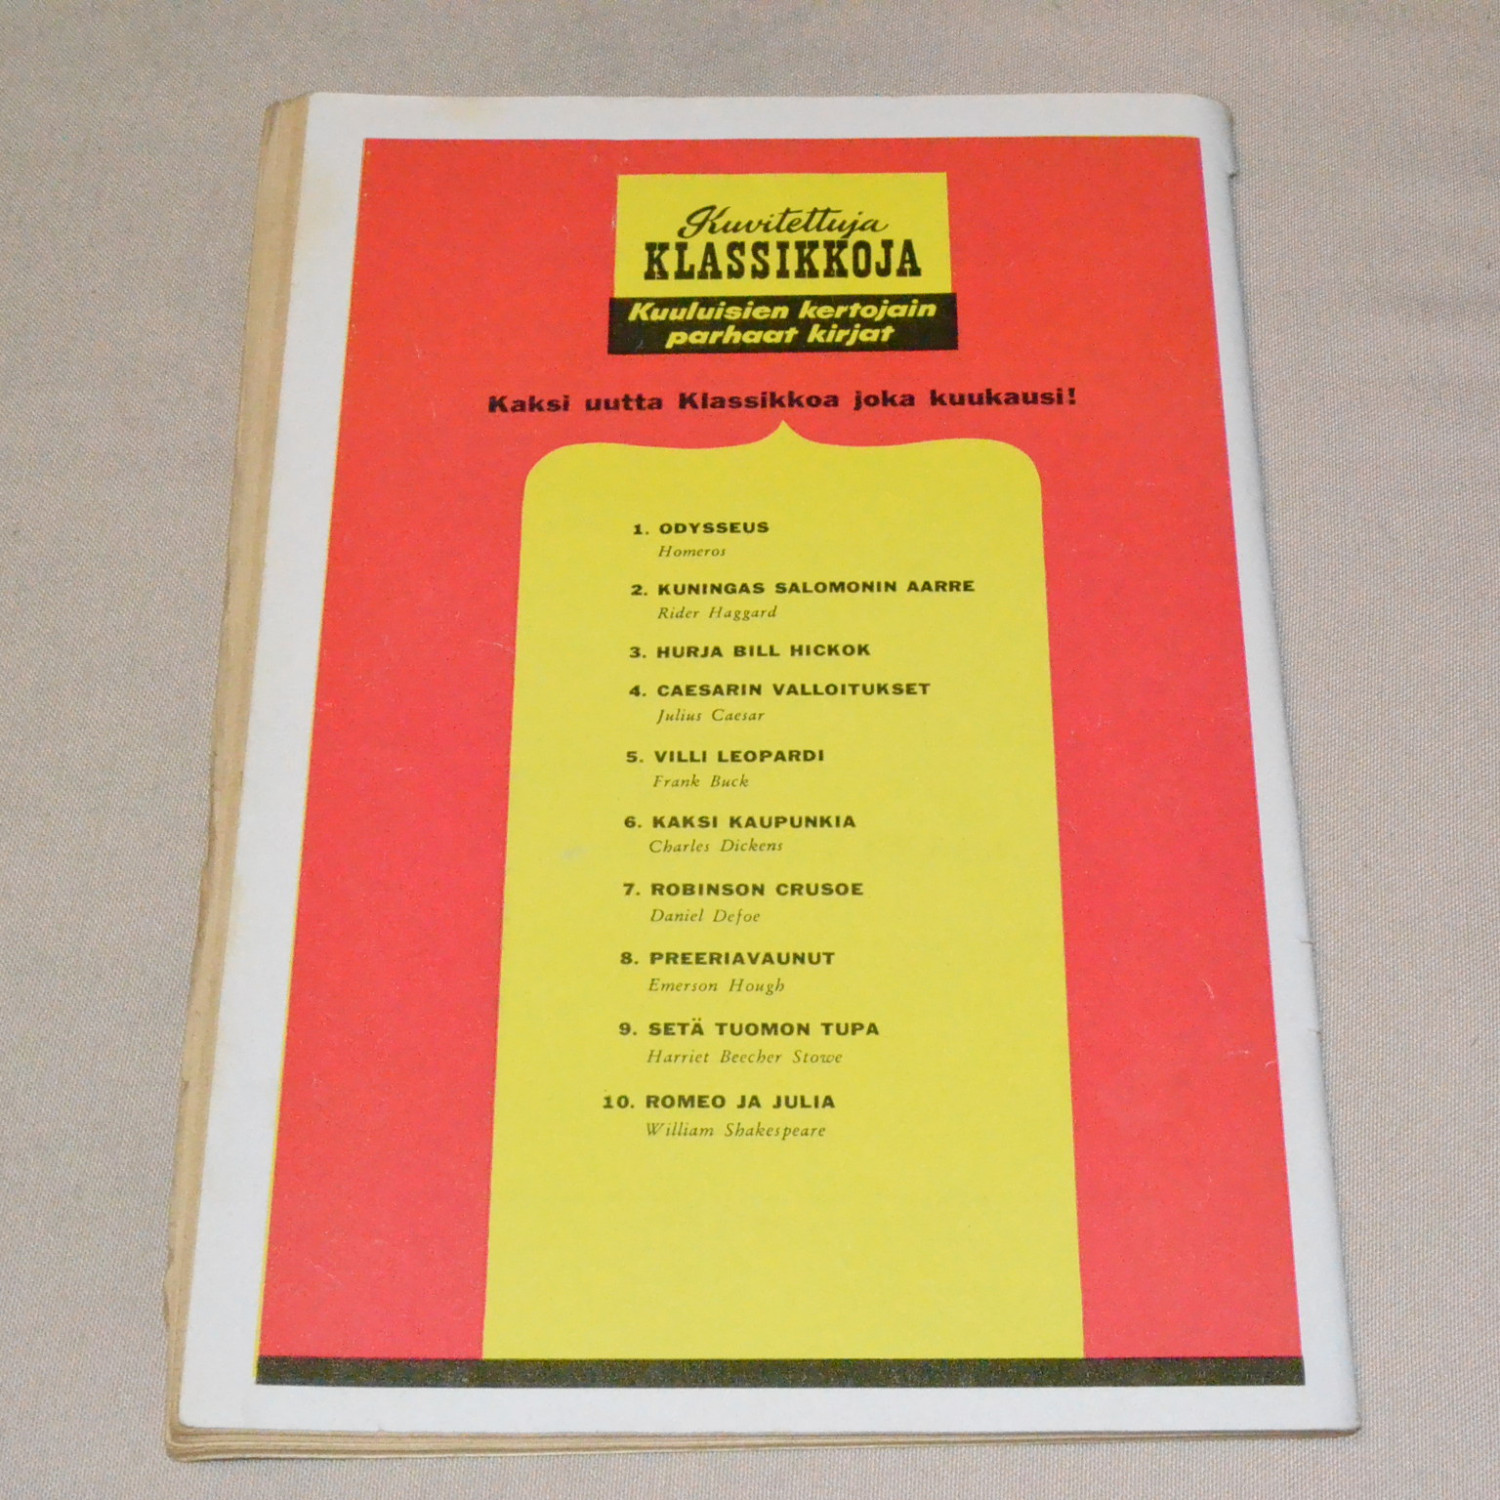 Kuvitettuja
KLASSIKKOJA
Kuuluisien kertojain
parhaat kirjat
Kaksi uutta Klassikkoa joka kuukausi!
1. ODYSSEUS
Homeros
2. KUNINGAS SALOMONIN AARRE
Rider Haggard
3. HURJA BILL HICKOK
4. CAESARIN VALLOITUKSET
Julius Caesar
5. VILLI LEOPARDI
Frank Buck
6. KAKSI KAUPUNKIA
Charles Dickens
7. ROBINSON CRUSOE
Daniel Defoe
8. PREERIAVAUNUT
Emerson Hough
9. SETÄ TUOMON TUPA
Harriet Beecher Stowe
10. ROMEO JA JULIA
William Shakespeare